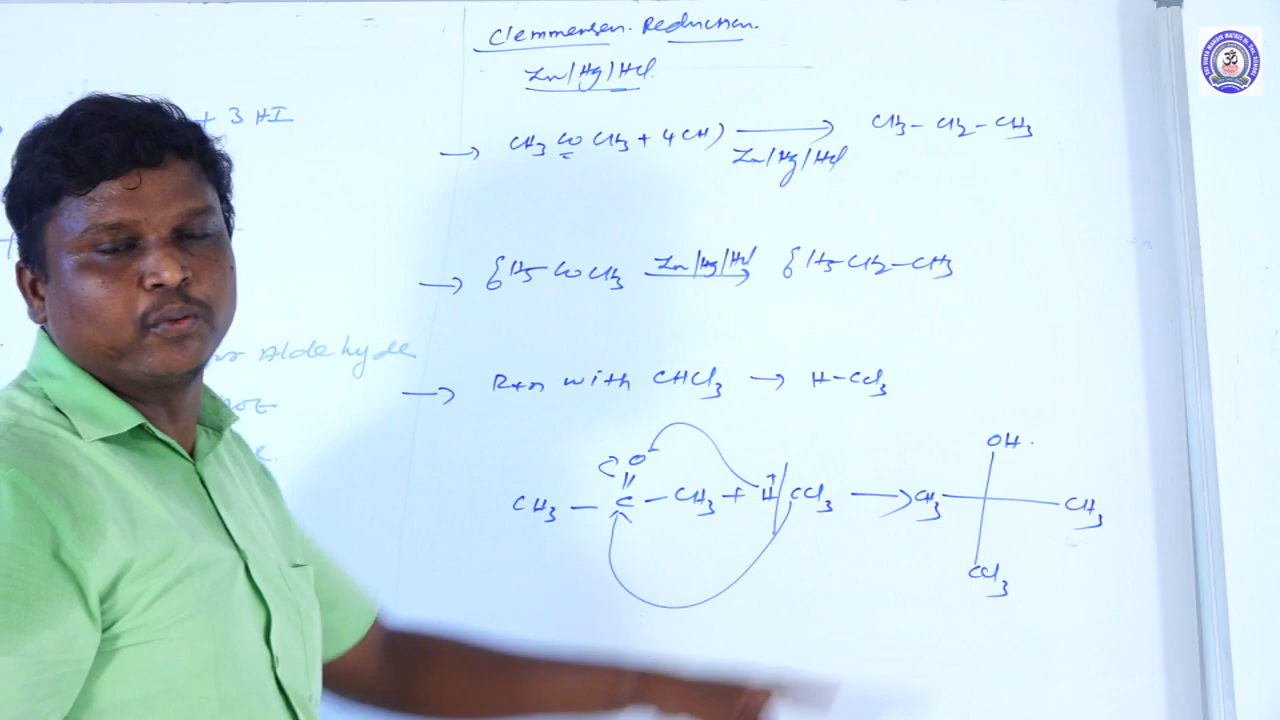 Clemmensen. Reduction.
Zn/Hg/HCl.
+ 3 HI
→ CH3 CO CH3 + 4(H) → CH3 - CH2 - CH3
Zn/Hg/HCl
→ C6H5 - CO CH3 Zn/Hg/HCl → C6H5 - CH2 - CH3
Aldehyde
→ Rxn with CHCl3 → H - CCl3
OH.
O-
CH3 - C - CH3 + H+ CCl3 → CH3 CH3
CCl3